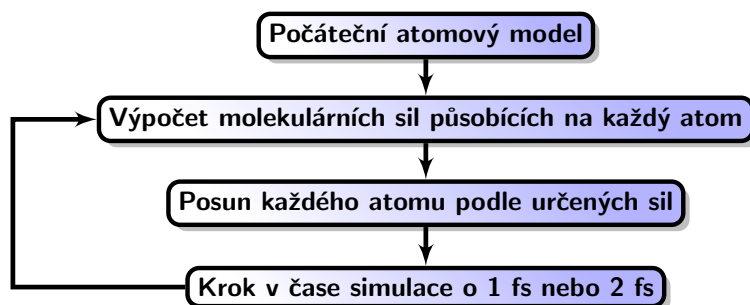 Počáteční atomový model
Výpočet molekulárních sil působících na každý atom
Posun každého atomu podle určených sil
Krok v čase simulace o 1 fs nebo 2 fs